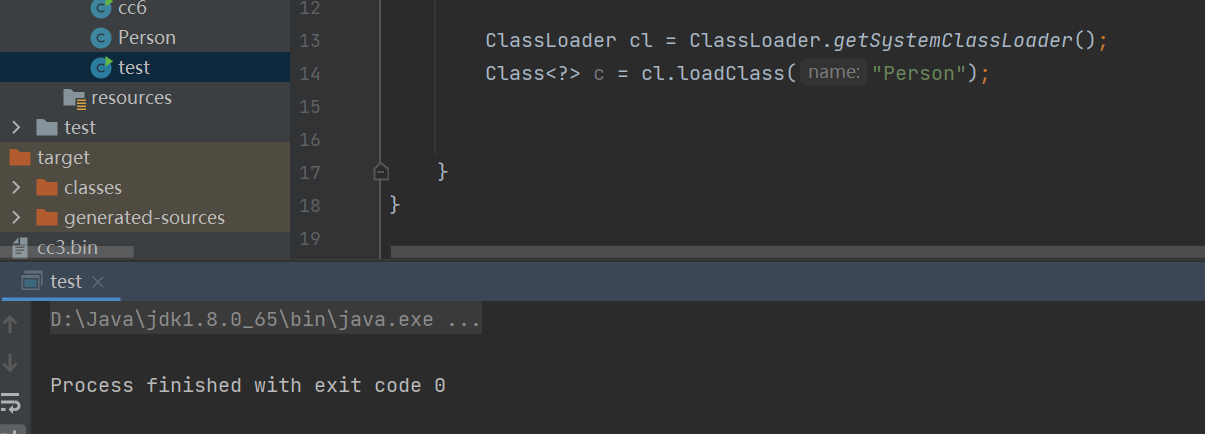 cc6
Person
test
resources
test
target
classes
generated-sources
cc3.bin
12
13 ClassLoader cl = ClassLoader.getSystemClassLoader();
14 Class<?> c = cl.loadClass( name: "Person");
15
16
17 }
18 }
19
test
D:\Java\jdk1.8.0_65\bin\java.exe ...
Process finished with exit code 0